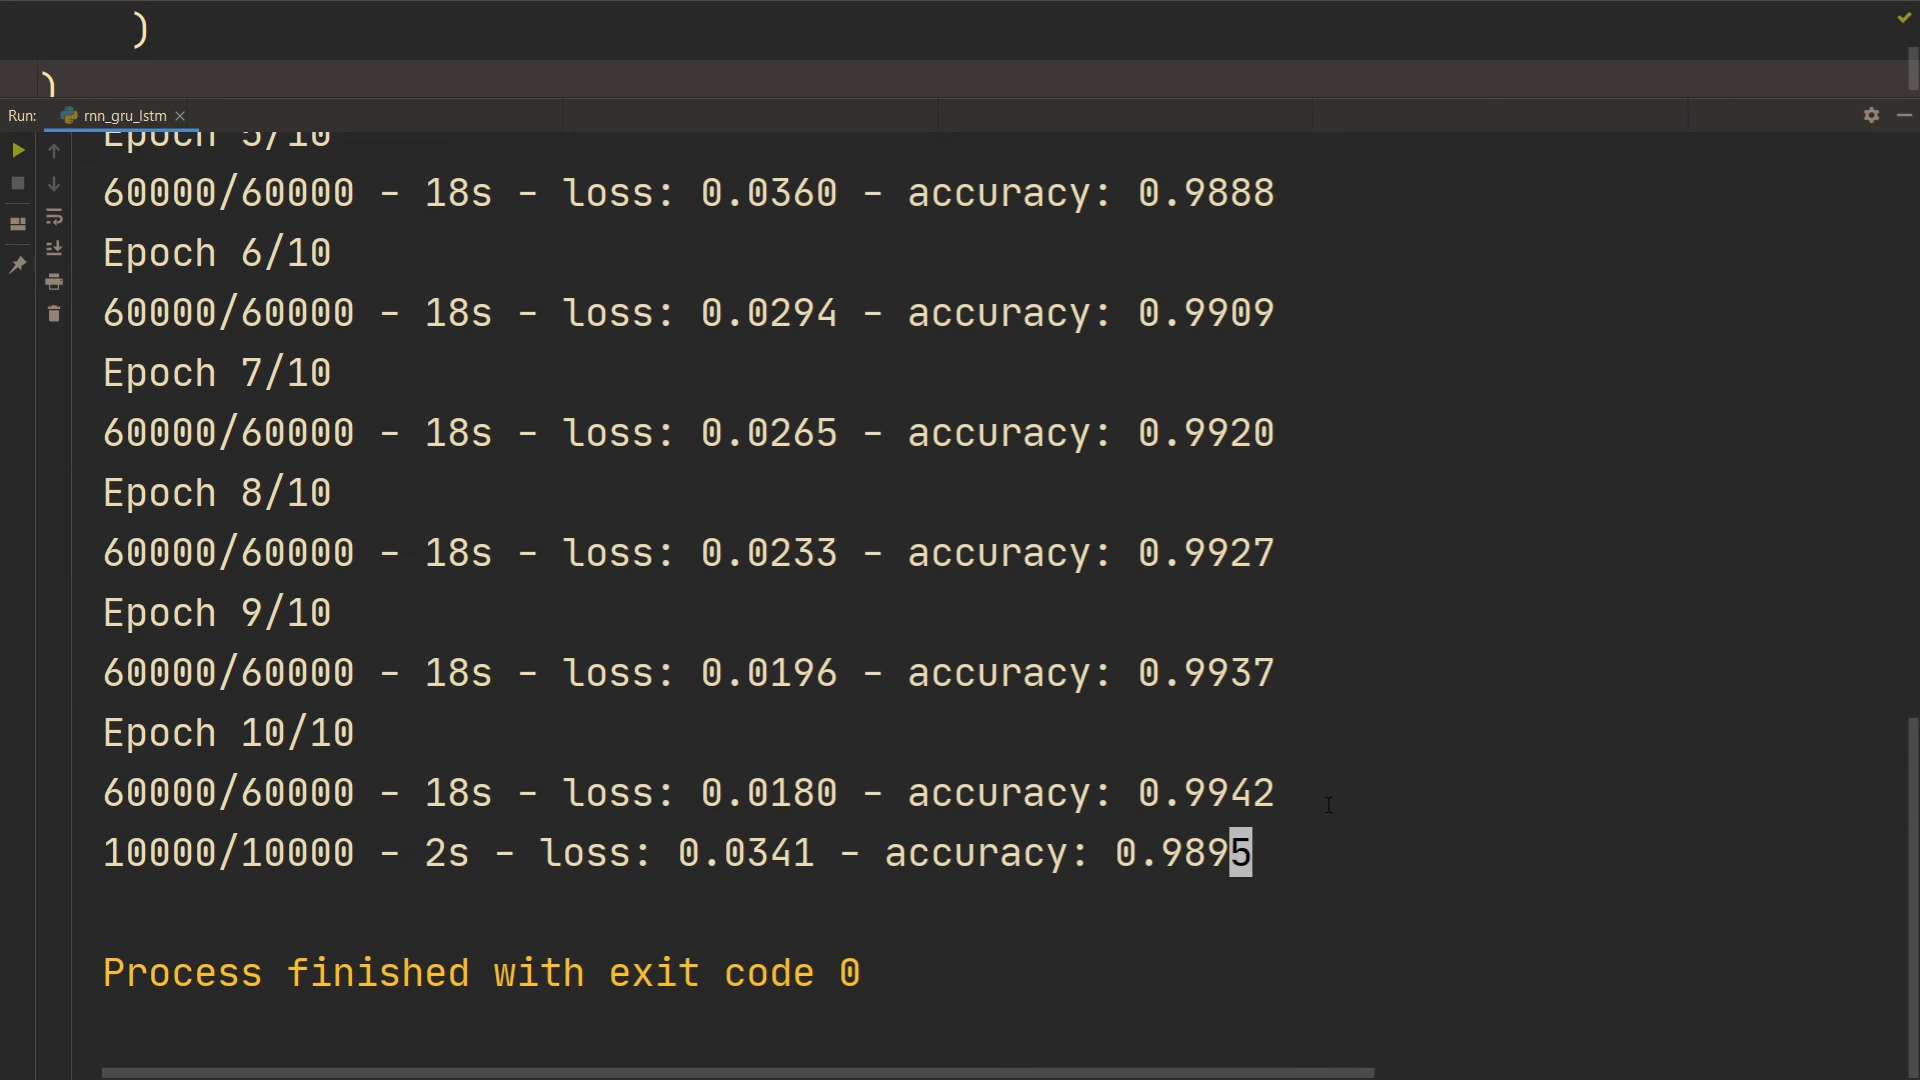 )
)
Run: rnn_gru_lstm
Epoch 5/10
60000/60000 - 18s - loss: 0.0360 - accuracy: 0.9888
Epoch 6/10
60000/60000 - 18s - loss: 0.0294 - accuracy: 0.9909
Epoch 7/10
60000/60000 - 18s - loss: 0.0265 - accuracy: 0.9920
Epoch 8/10
60000/60000 - 18s - loss: 0.0233 - accuracy: 0.9927
Epoch 9/10
60000/60000 - 18s - loss: 0.0196 - accuracy: 0.9937
Epoch 10/10
60000/60000 - 18s - loss: 0.0180 - accuracy: 0.9942
10000/10000 - 2s - loss: 0.0341 - accuracy: 0.9895
Process finished with exit code 0